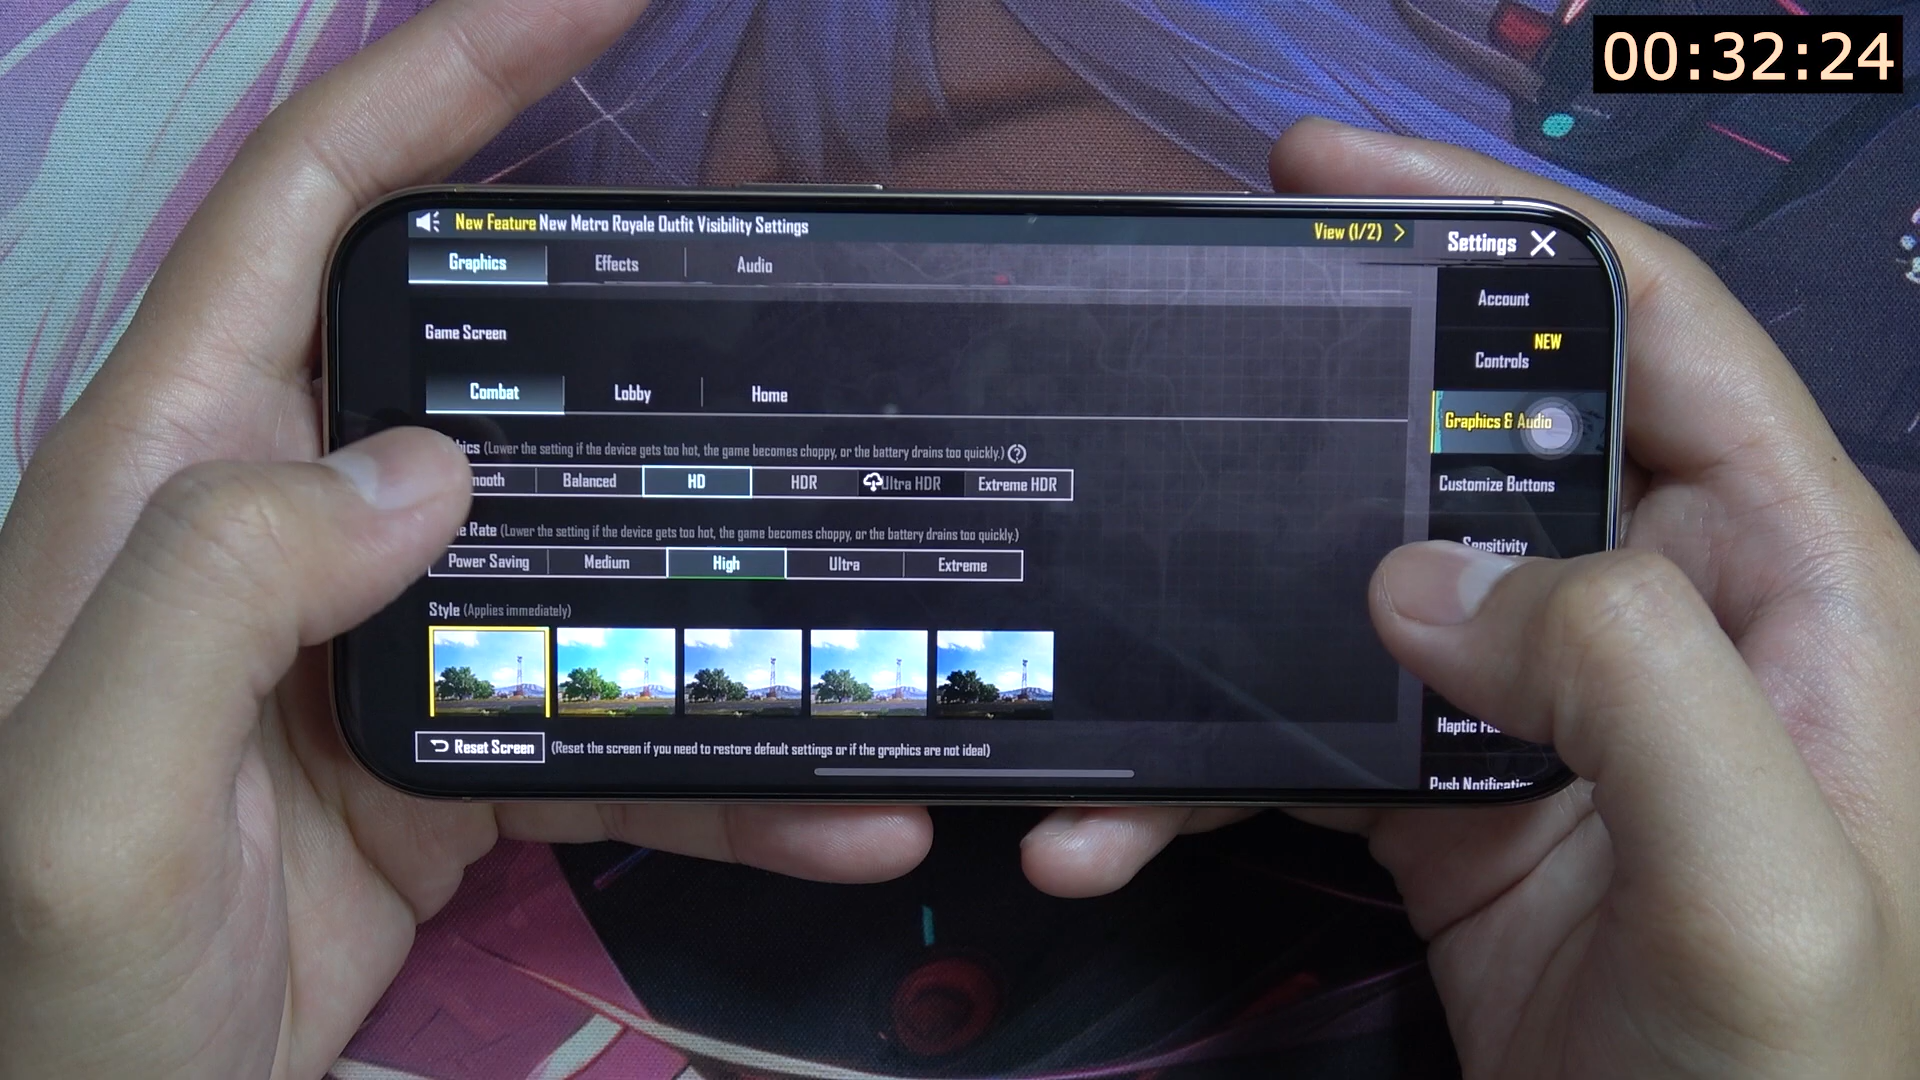 00:32:24
New Feature New Metro Royale Outfit Visibility Settings
View (1/2) >
Settings X
Graphics Effects Audio
Account
Game Screen
NEW
Controls
Combat Lobby Home
Graphics & Audio
(Lower the setting if the device gets too hot, the game becomes choppy, or the battery drains too quickly.) ?
Balanced HD HDR Ultra HDR Extreme HDR
Customize Buttons
Rate (Lower the setting if the device gets too hot, the game becomes choppy, or the battery drains too quickly.)
Sensitivity
Power Saving Medium High Ultra Extreme
Style (Applies immediately)
Haptic
Reset Screen (Reset the screen if you need to restore default settings or if the graphics are not ideal)
Push